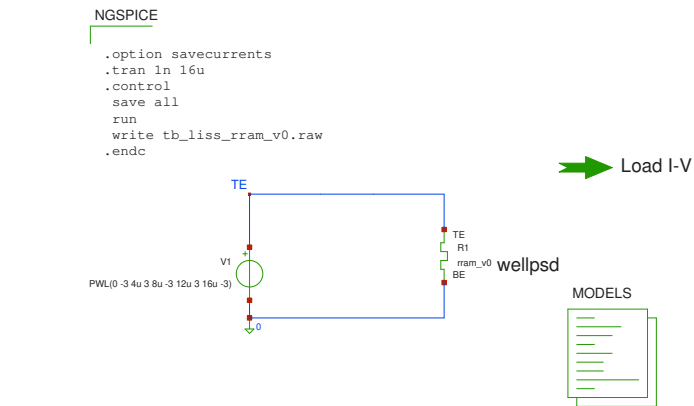 NGSPICE
.option savecurrents
.tran 1n 16u
.control
save all
run
write tb_liss_rram_v0.raw
.endc
Load I-V
TE
TE
R1
V1
+
rram_v0 wellpsd
BE
PWL(0 -3 4u 3 8u -3 12u 3 16u -3)
MODELS
0